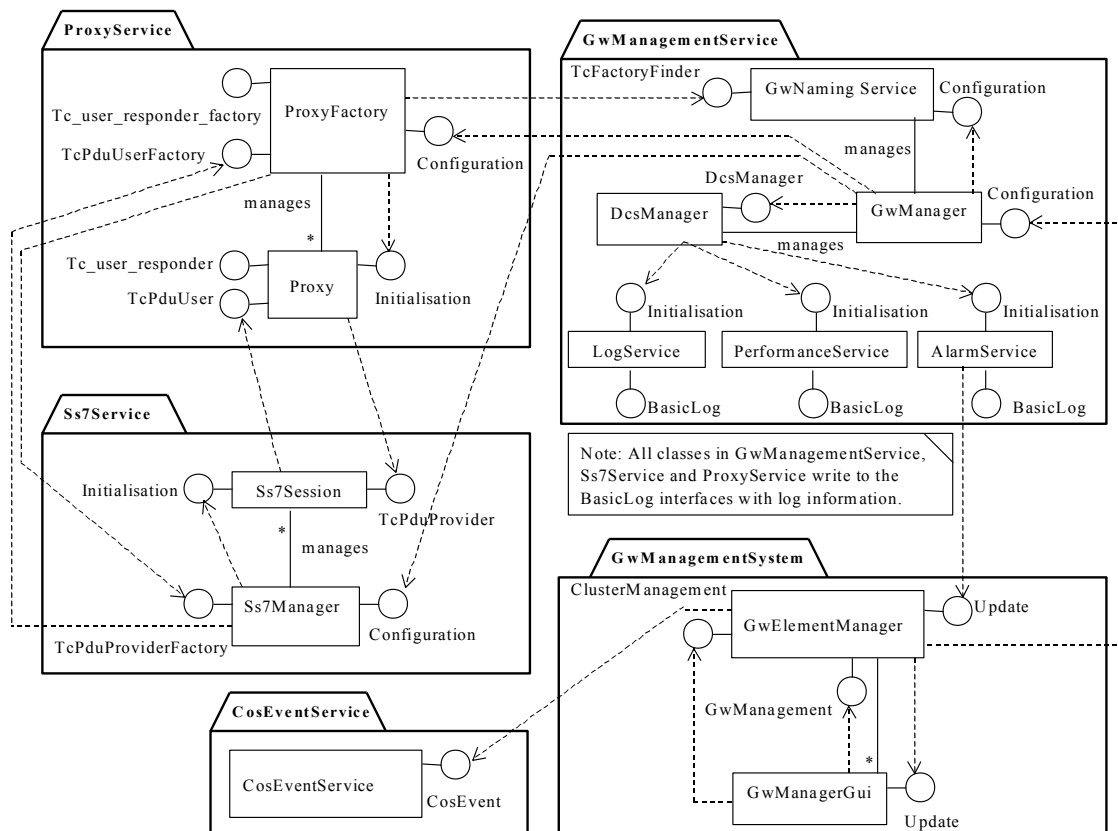 ProxyService
ProxyFactory
Tc_user_responder_factory
TcPduUserFactory
Configuration
manages
*
Tc_user_responder
TcPduUser
Proxy
Initialisation
GwManagementService
TcFactoryFinder
GwNaming Service
Configuration
manages
DcsManager
DcsManager
GwManager
Configuration
manages
Initialisation
Initialisation
Initialisation
LogService
PerformanceService
AlarmService
BasicLog
BasicLog
BasicLog
Note: All classes in GwManagementService,
Ss7Service and ProxyService write to the
BasicLog interfaces with log information.
Ss7Service
Initialisation
Ss7Session
TcPduProvider
*
manages
Ss7Manager
TcPduProviderFactory
Configuration
GwManagementSystem
ClusterManagement
GwElementManager
Update
GwManagement
*
GwManagerGui
Update
CosEventService
CosEventService
CosEvent